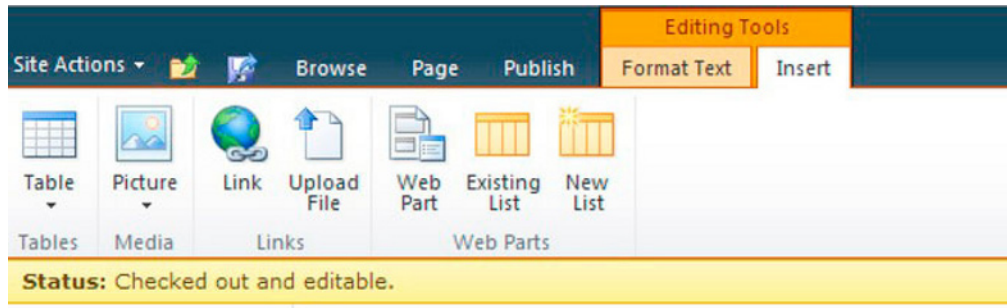 Editing Tools
Site Actions Browse Page Publish Format Text Insert
Table Picture Link Upload File Web Part Existing List New List
Tables Media Links Web Parts
Status: Checked out and editable.